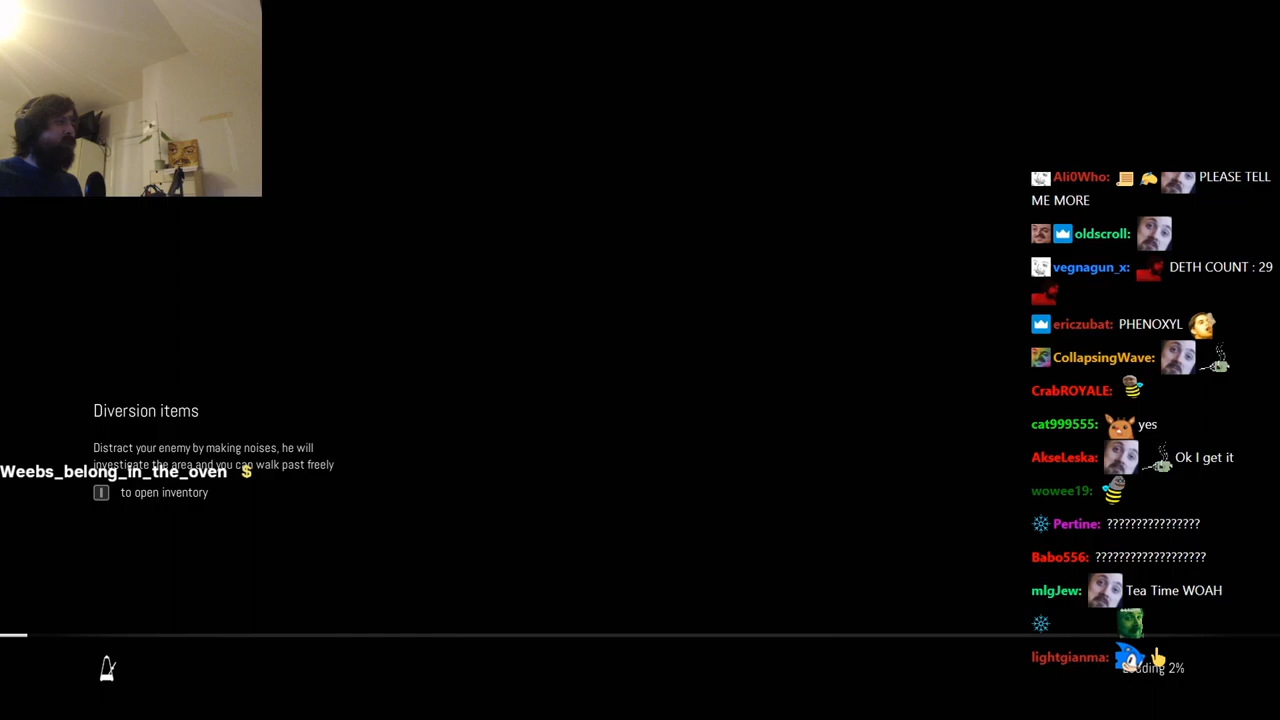 Ali0Who: PLEASE TELL
ME MORE
oldscroll:
vegnagun_x: DETH COUNT : 29
ericzubat: PHENOXYL
CollapsingWave:
CrabROYALE:
cat999555: yes
AkseLeska: Ok I get it
wowee19:
Pertine: ????????????????
Babo556: ???????????????????
mlgJew: Tea Time WOAH
lightgianma:
Diversion items
Distract your enemy by making noises, he will
investigate the area and you can walk past freely
Weebs_belong_in_the_oven $
I to open inventory
Loading 2%